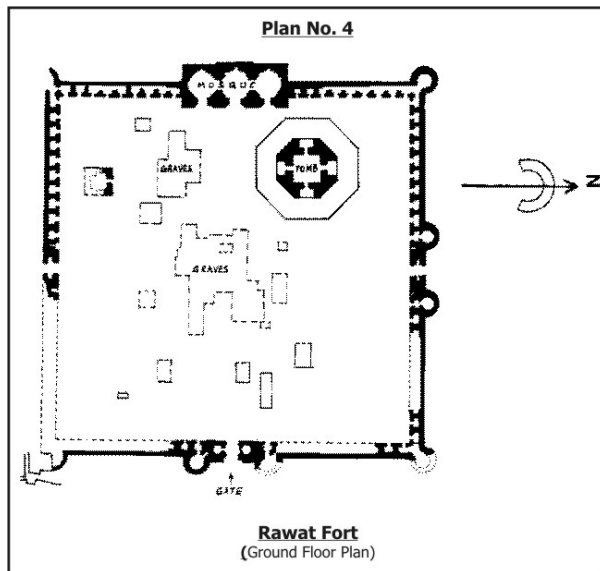 Plan No. 4
MOSQUE
GRAVES
TOMB
N
GRAVES
GATE
Rawat Fort
(Ground Floor Plan)